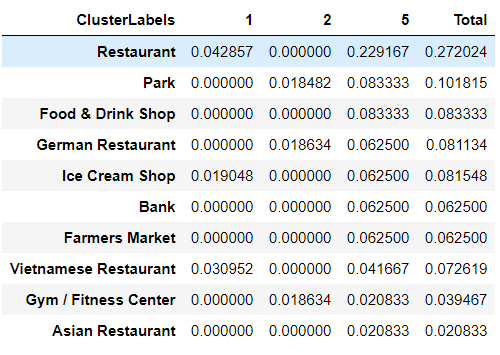 ClusterLabels 1 2 5 Total
Restaurant 0.042857 0.000000 0.229167 0.272024
Park 0.000000 0.018482 0.083333 0.101815
Food & Drink Shop 0.000000 0.000000 0.083333 0.083333
German Restaurant 0.000000 0.018634 0.062500 0.081134
Ice Cream Shop 0.019048 0.000000 0.062500 0.081548
Bank 0.000000 0.000000 0.062500 0.062500
Farmers Market 0.000000 0.000000 0.062500 0.062500
Vietnamese Restaurant 0.030952 0.000000 0.041667 0.072619
Gym / Fitness Center 0.000000 0.018634 0.020833 0.039467
Asian Restaurant 0.000000 0.000000 0.020833 0.020833